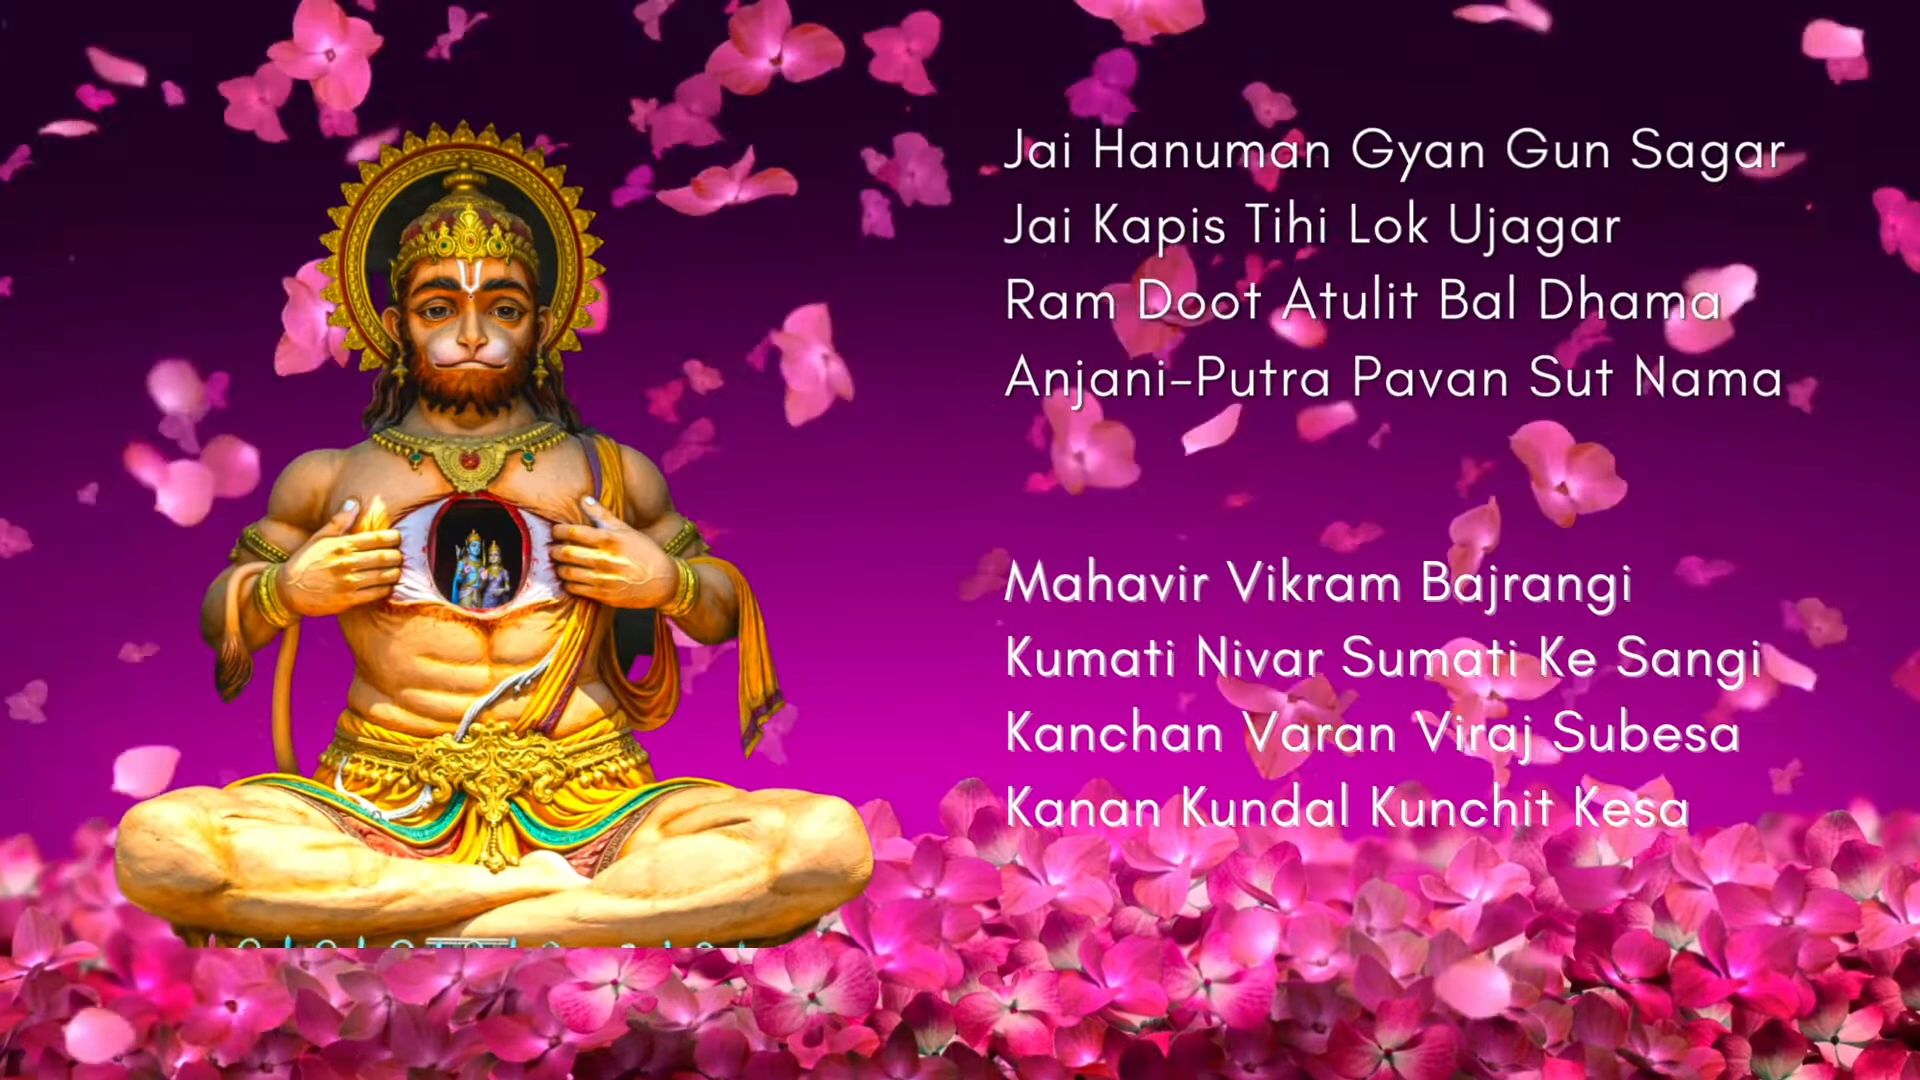 Jai Hanuman Gyan Gun Sagar
Jai Kapis Tihi Lok Ujagar
Ram Doot Atulit Bal Dhama
Anjani-Putra Pavan Sut Nama
Mahavir Vikram Bajrangi
Kumati Nivar Sumati Ke Sangi
Kanchan Varan Viraj Subesa
Kanan Kundal Kunchit Kesa